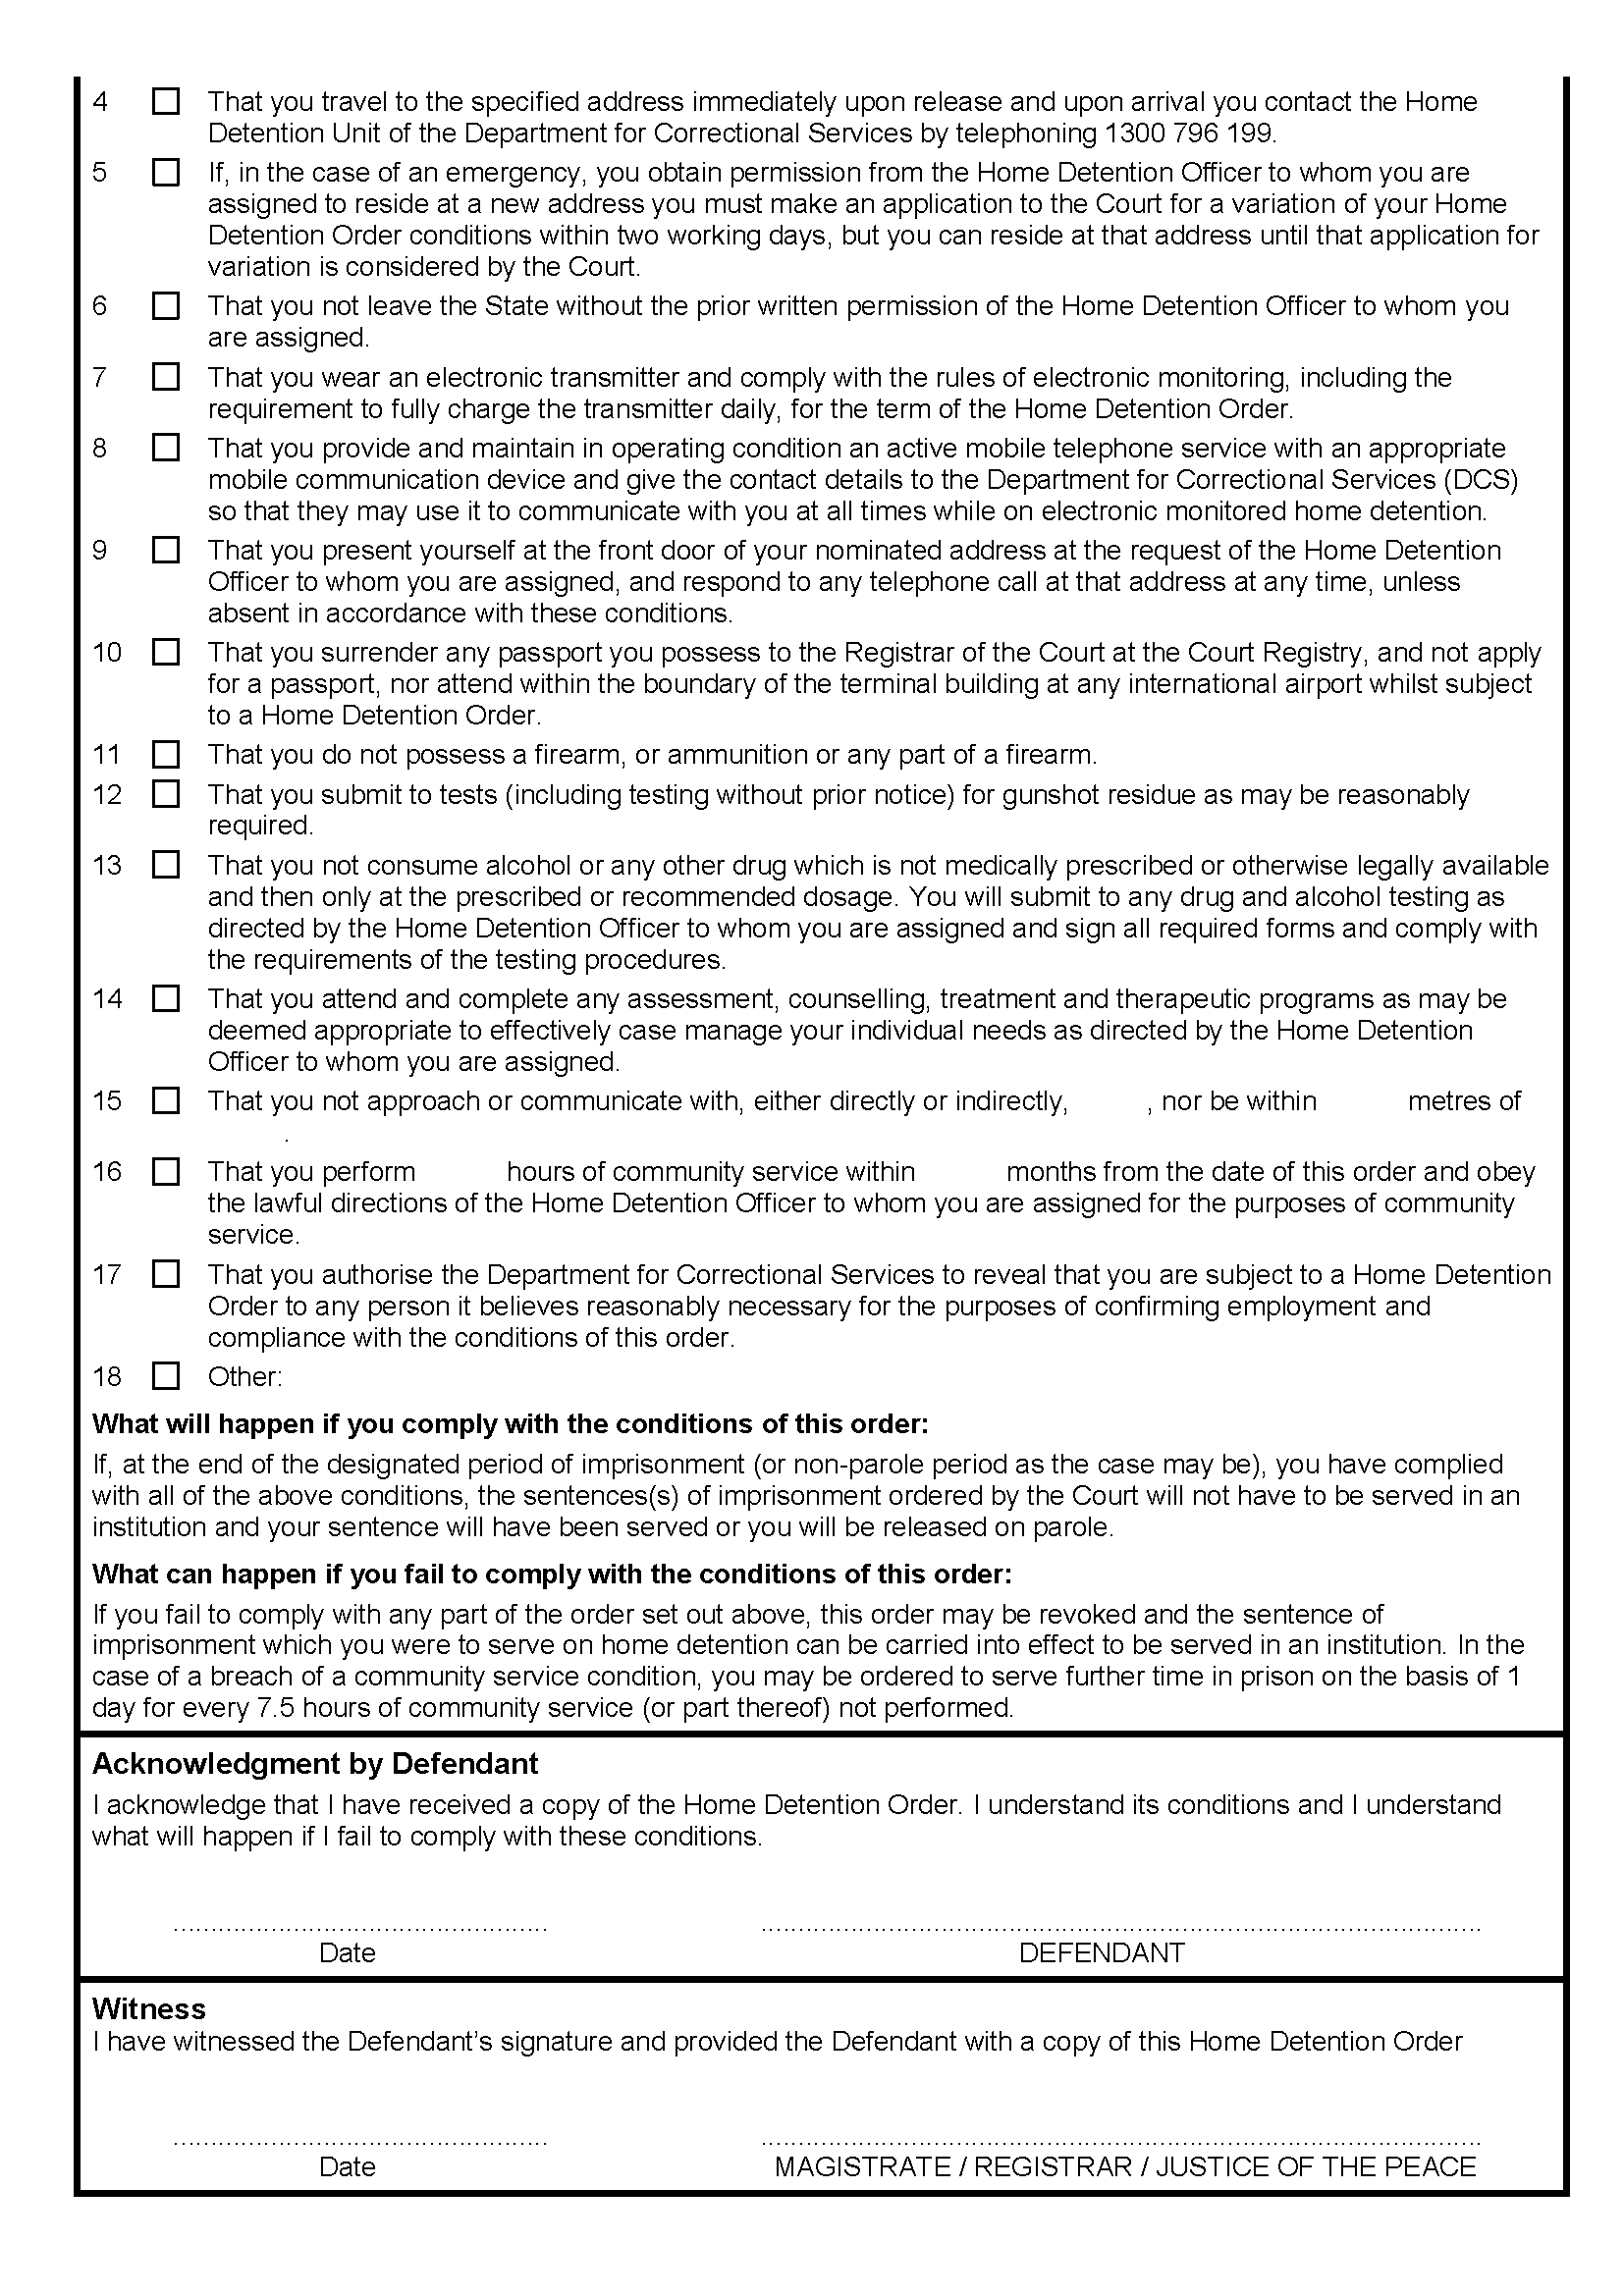 4 ☐ That you travel to the specified address immediately upon release and upon arrival you contact the Home
Detention Unit of the Department for Correctional Services by telephoning 1300 796 199.
5 ☐ If, in the case of an emergency, you obtain permission from the Home Detention Officer to whom you are
assigned to reside at a new address you must make an application to the Court for a variation of your Home
Detention Order conditions within two working days, but you can reside at that address until that application for
variation is considered by the Court.
6 ☐ That you not leave the State without the prior written permission of the Home Detention Officer to whom you
are assigned.
7 ☐ That you wear an electronic transmitter and comply with the rules of electronic monitoring, including the
requirement to fully charge the transmitter daily, for the term of the Home Detention Order.
8 ☐ That you provide and maintain in operating condition an active mobile telephone service with an appropriate
mobile communication device and give the contact details to the Department for Correctional Services (DCS)
so that they may use it to communicate with you at all times while on electronic monitored home detention.
9 ☐ That you present yourself at the front door of your nominated address at the request of the Home Detention
Officer to whom you are assigned, and respond to any telephone call at that address at any time, unless
absent in accordance with these conditions.
10 ☐ That you surrender any passport you possess to the Registrar of the Court at the Court Registry, and not apply
for a passport, nor attend within the boundary of the terminal building at any international airport whilst subject
to a Home Detention Order.
11 ☐ That you do not possess a firearm, or ammunition or any part of a firearm.
12 ☐ That you submit to tests (including testing without prior notice) for gunshot residue as may be reasonably
required.
13 ☐ That you not consume alcohol or any other drug which is not medically prescribed or otherwise legally available
and then only at the prescribed or recommended dosage. You will submit to any drug and alcohol testing as
directed by the Home Detention Officer to whom you are assigned and sign all required forms and comply with
the requirements of the testing procedures.
14 ☐ That you attend and complete any assessment, counselling, treatment and therapeutic programs as may be
deemed appropriate to effectively case manage your individual needs as directed by the Home Detention
Officer to whom you are assigned.
15 ☐ That you not approach or communicate with, either directly or indirectly,      , nor be within      metres of
.
16 ☐ That you perform      hours of community service within      months from the date of this order and obey
the lawful directions of the Home Detention Officer to whom you are assigned for the purposes of community
service.
17 ☐ That you authorise the Department for Correctional Services to reveal that you are subject to a Home Detention
Order to any person it believes reasonably necessary for the purposes of confirming employment and
compliance with the conditions of this order.
18 ☐ Other:
What will happen if you comply with the conditions of this order:
If, at the end of the designated period of imprisonment (or non-parole period as the case may be), you have complied
with all of the above conditions, the sentences(s) of imprisonment ordered by the Court will not have to be served in an
institution and your sentence will have been served or you will be released on parole.
What can happen if you fail to comply with the conditions of this order:
If you fail to comply with any part of the order set out above, this order may be revoked and the sentence of
imprisonment which you were to serve on home detention can be carried into effect to be served in an institution. In the
case of a breach of a community service condition, you may be ordered to serve further time in prison on the basis of 1
day for every 7.5 hours of community service (or part thereof) not performed.
Acknowledgment by Defendant
I acknowledge that I have received a copy of the Home Detention Order. I understand its conditions and I understand
what will happen if I fail to comply with these conditions.
.................................................. ................................................................................................
Date DEFENDANT
Witness
I have witnessed the Defendant’s signature and provided the Defendant with a copy of this Home Detention Order
.................................................. ................................................................................................
Date MAGISTRATE / REGISTRAR / JUSTICE OF THE PEACE